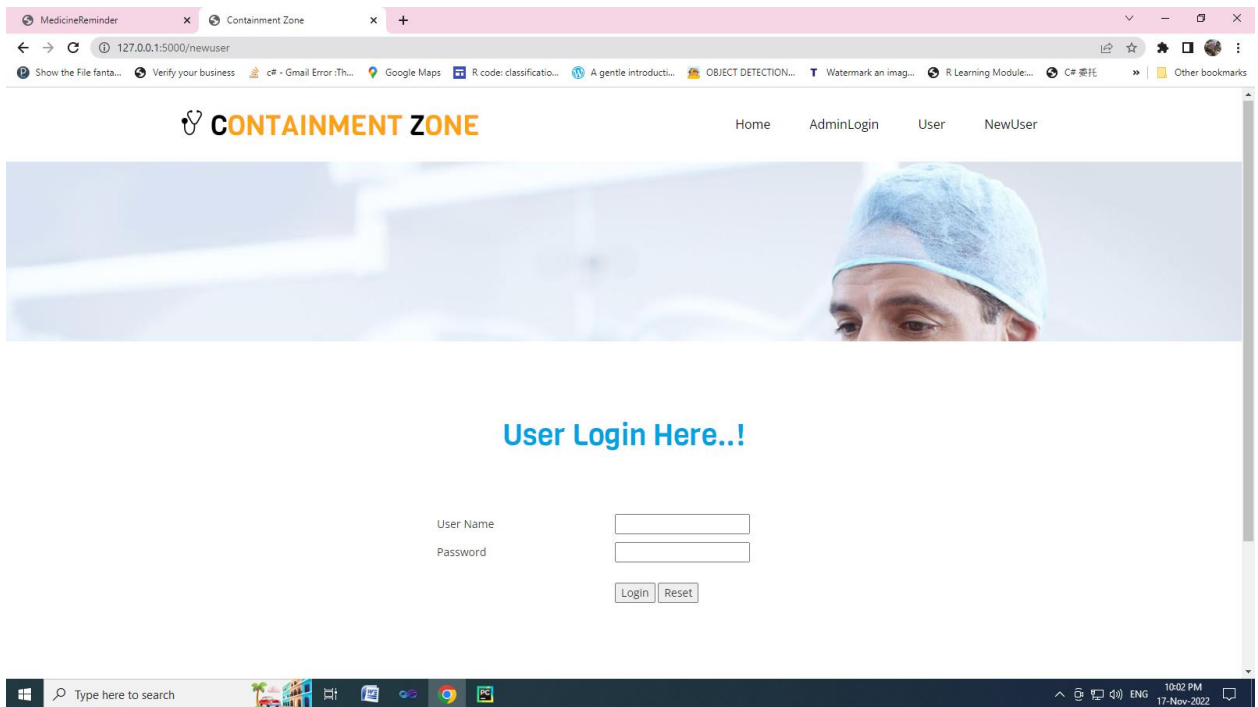 MedicineReminder
Containment Zone
127.0.0.1:5000/newuser
Show the File fanta... Verify your business c# - Gmail Error :Th... Google Maps R code: classificatio... A gentle introducti... OBJECT DETECTION... T Watermark an imag... R Learning Module:... C# 委托 » Other bookmarks
CONTAINMENT ZONE
Home AdminLogin User NewUser
User Login Here..!
User Name
Password
Login Reset
Type here to search
ENG
10:02 PM
17-Nov-2022